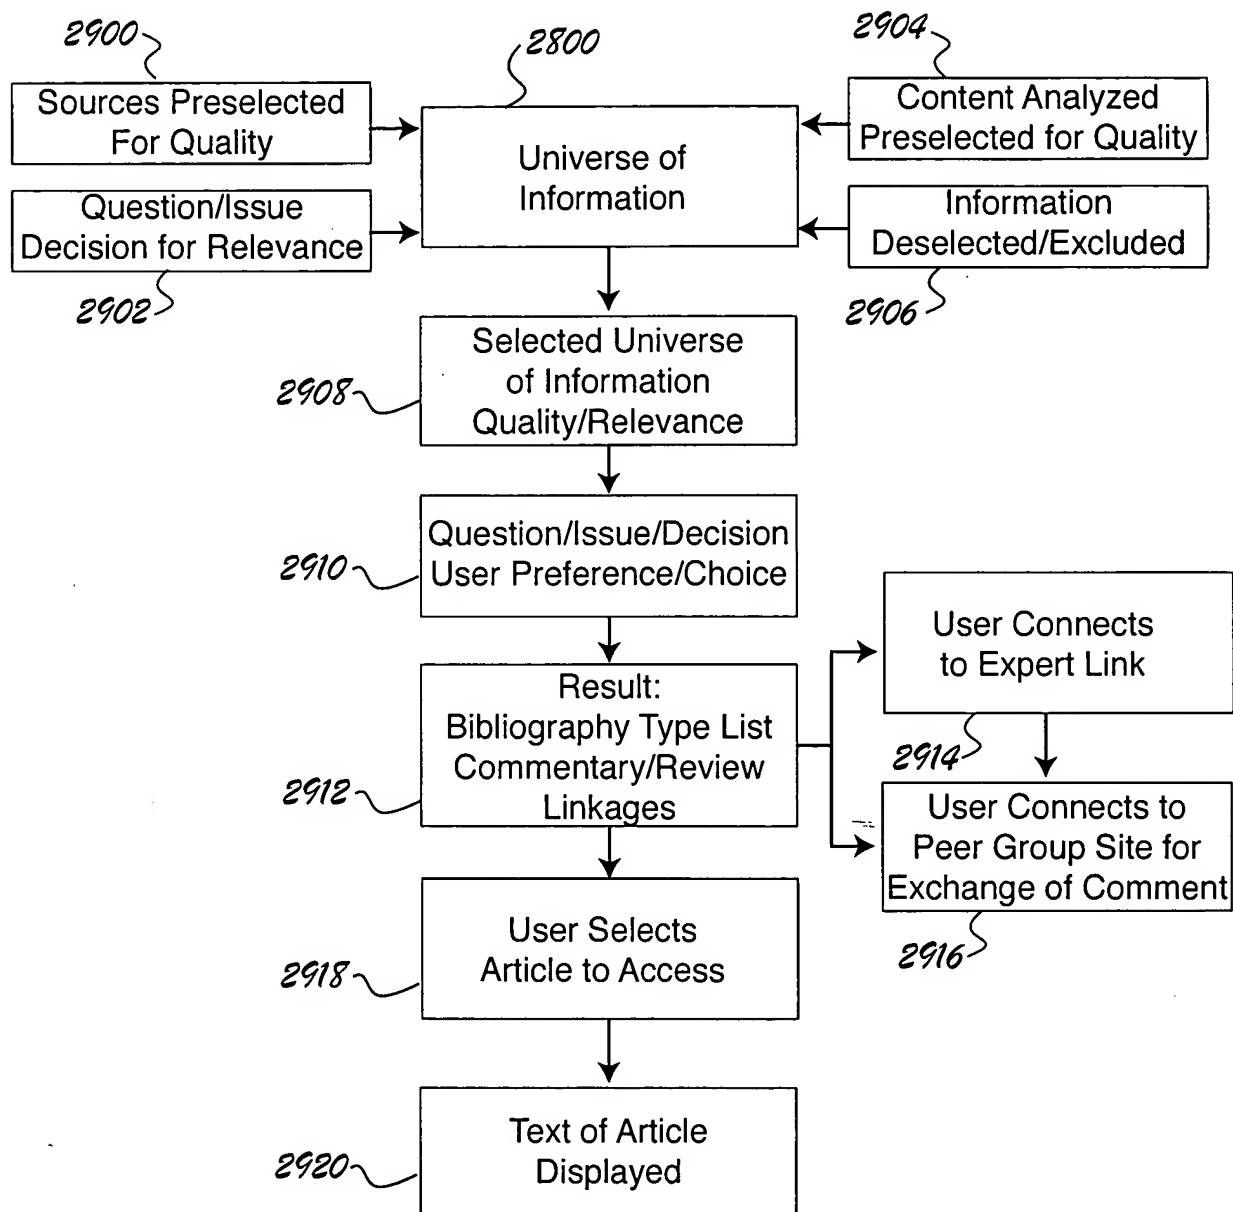 2900
2800
2904
Sources Preselected
For Quality
Universe of
Information
Content Analyzed
Preselected for Quality
Question/Issue
Decision for Relevance
Information
Deselected/Excluded
2902
2906
Selected Universe
of Information
Quality/Relevance
2908
Question/Issue/Decision
User Preference/Choice
2910
User Connects
to Expert Link
2914
Result:
Bibliography Type List
Commentary/Review
Linkages
2912
User Connects to
Peer Group Site for
Exchange of Comment
2916
User Selects
Article to Access
2918
Text of Article
Displayed
2920